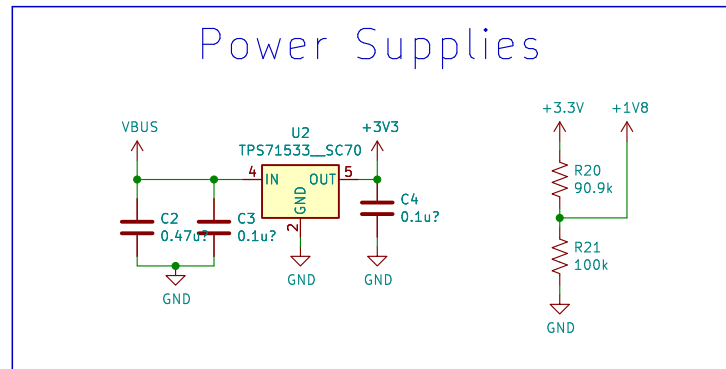 Power Supplies
VBUS
U2
TPS71533__SC70
+3V3
4
IN
OUT
5
GND
2
C2
0.47u?
C3
0.1u?
C4
0.1u?
GND
GND
GND
+3.3V
+1V8
R20
90.9k
R21
100k
GND